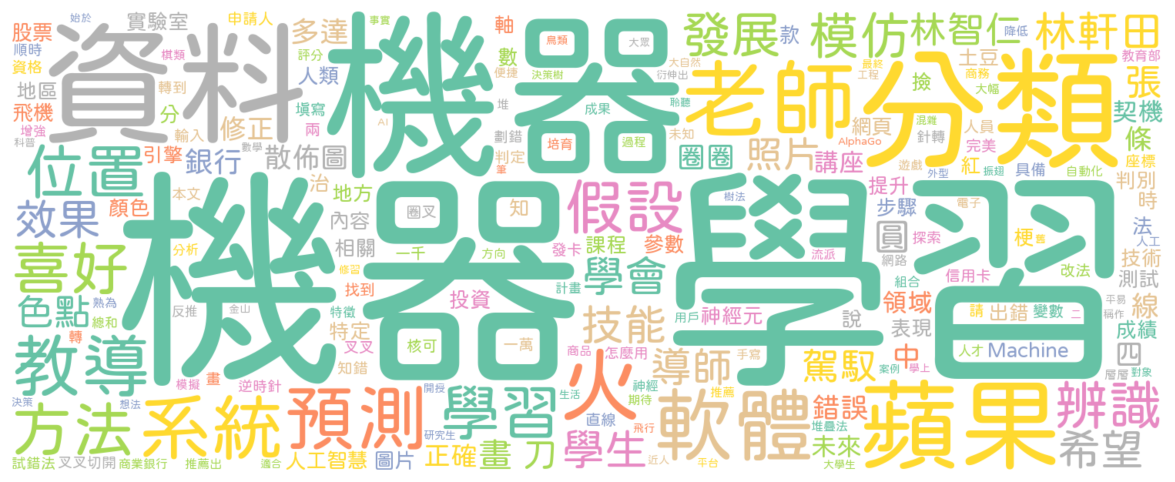 機器學習
機器
資料
分類
老師
蘋果
火
軟體
系統
預測
教導
方法
位置
假設
喜好
效果
色點
學習
學生
技能
學會
發展
模仿
林智仁
林軒田
辨識
希望
導師
駕馭
錯誤
照片
講座
圈圈
銀行
散佈圖
修正
多達
實驗室
股票
申請人
始於
順時
資格
棋類
事實
評分
地區
轉到
人類
飛機
增強
科普
輸入
數學
分
填寫
兩
AI
引擎
顏色
本文
治
地方
內容
圈叉
相關
一千
分析
反推
熱為
總和
轉
模擬
畫
金山
修習
找到
特徵
特定
叉叉
知錯
逆時針
決策
想法
試錯法
叉叉切開
商業銀行
推薦出
適合
人工智慧
圖片
開授
研究生
正確
畫
刀
核可
投資
一萬
方向
知
發卡
課程
參數
計畫
商品
怎麼用
用戶
神經元
神經
期待
生活
直線
飛行
近人
手寫
推薦
平台
堆疊法
未來
大學生
案例
學上
人才
Machine
中
四
層層
對象
成績
領域
表現
說
請
出錯
變數
二
稱作
平易
線
測試
技術
改法
信用卡
組合
網路
探索
圓
梗
舊
法
人工
步驟
電子
提升
紅
振翅
外型
具備
自動化
判別
時
座標
條
契機
張
教育部
降低
款
土豆
撿
商務
大幅
人員
完美
混雜
針轉
遊戲
AlphaGo
網頁
最終
工程
未知
聆聽
衍伸出
大自然
大眾
決策樹
鳥類
便捷
數
軸
堆
成果
劃錯
判定
筆
培育
過程
樹法
流派